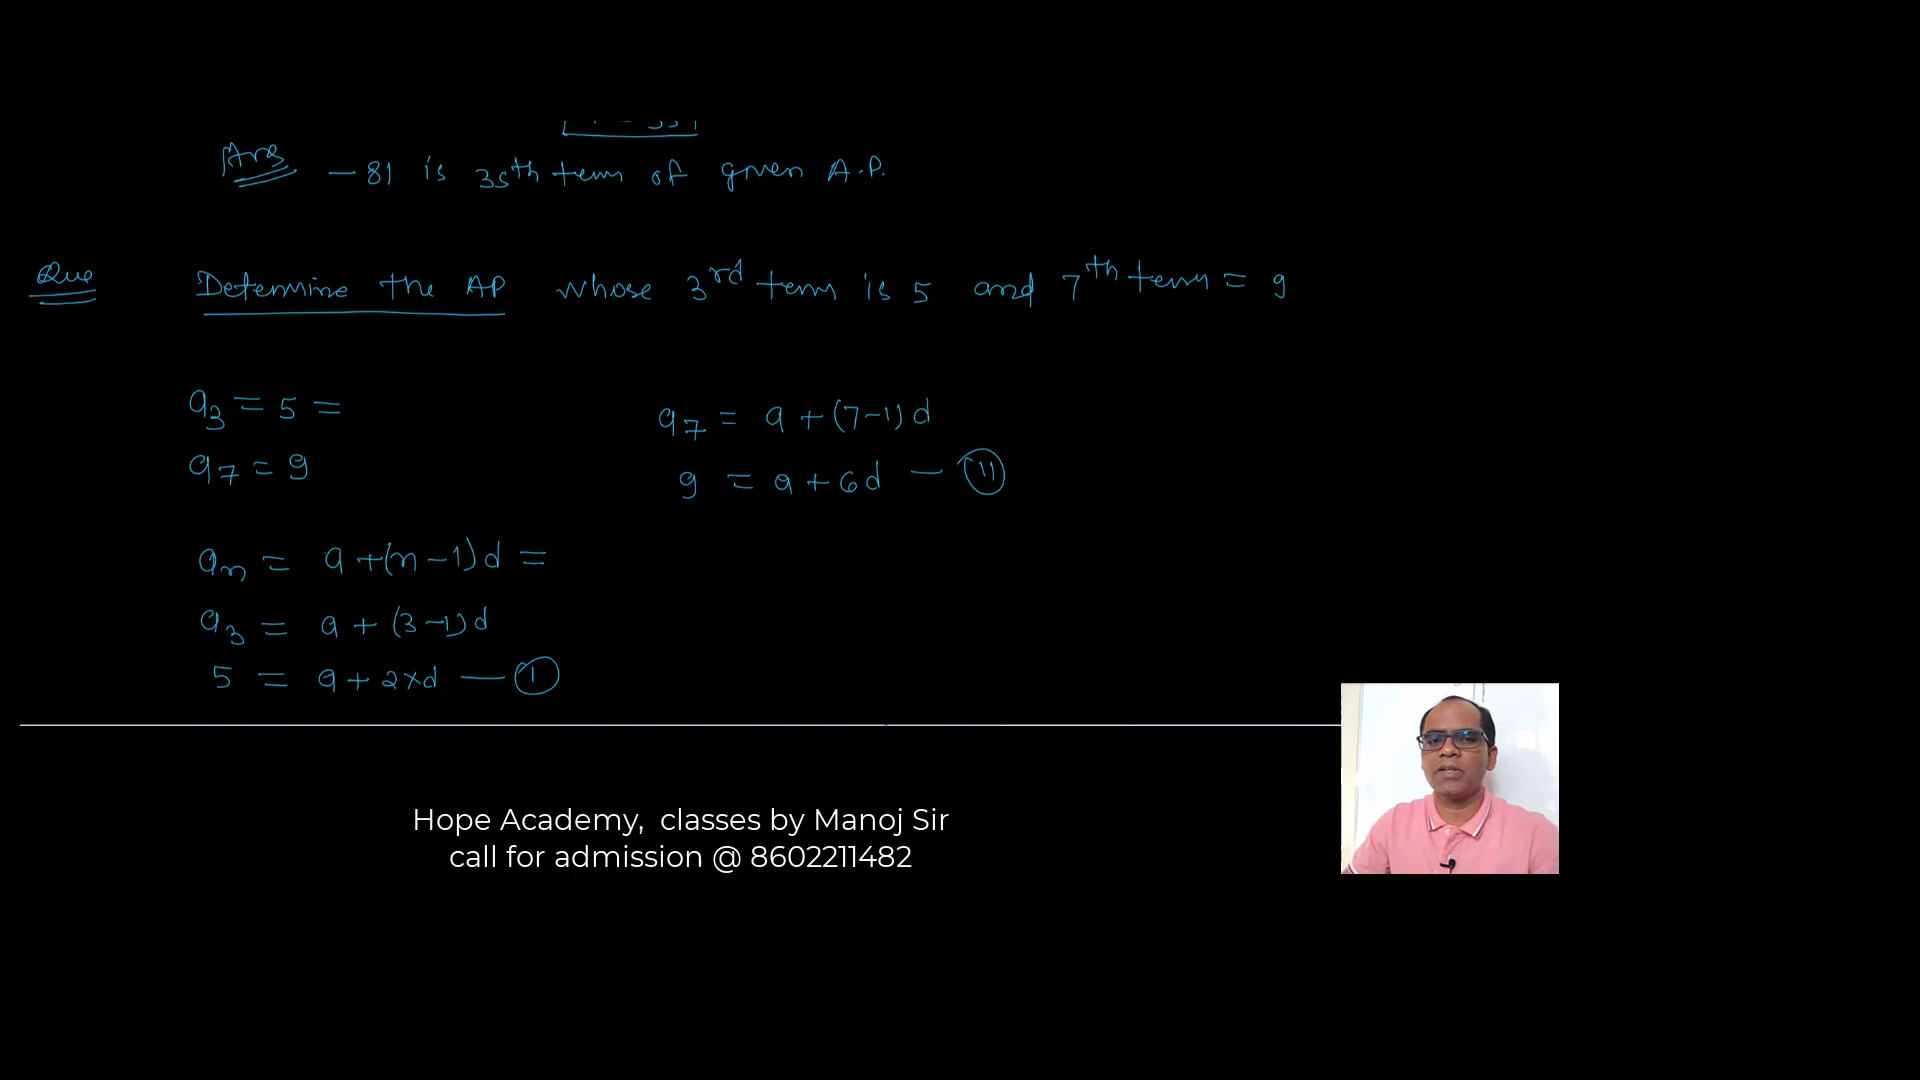 Ans
-81 is 35th term of given A.P.
Que Determine the AP whose 3rd term is 5 and 7th term = 9
a3 = 5 =
a7 = 9
an = a + (n-1)d =
a3 = a + (3-1)d
5 = a + 2×d — I
a7 = a + (7-1)d
9 = a + 6d — II
Hope Academy, classes by Manoj Sir
call for admission @ 8602211482